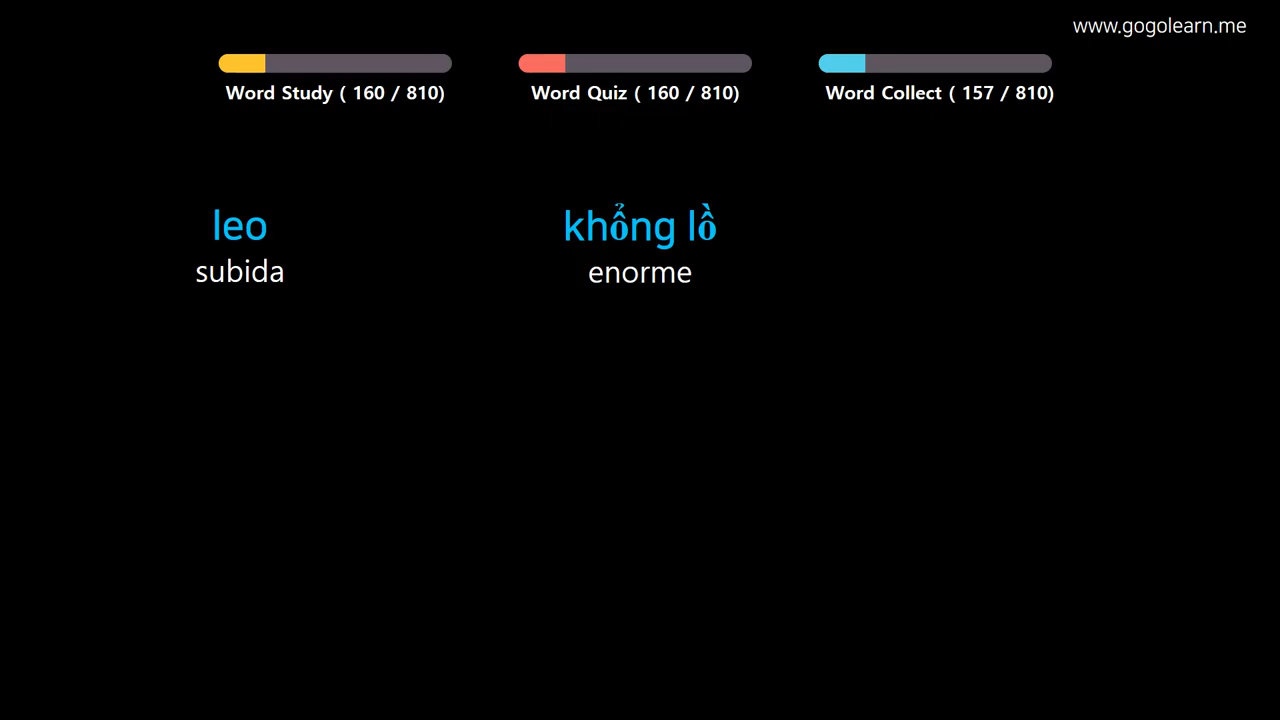 www.gogolearn.me
Word Study ( 160 / 810)
Word Quiz ( 160 / 810)
Word Collect ( 157 / 810)
leo
subida
khổng lồ
enorme